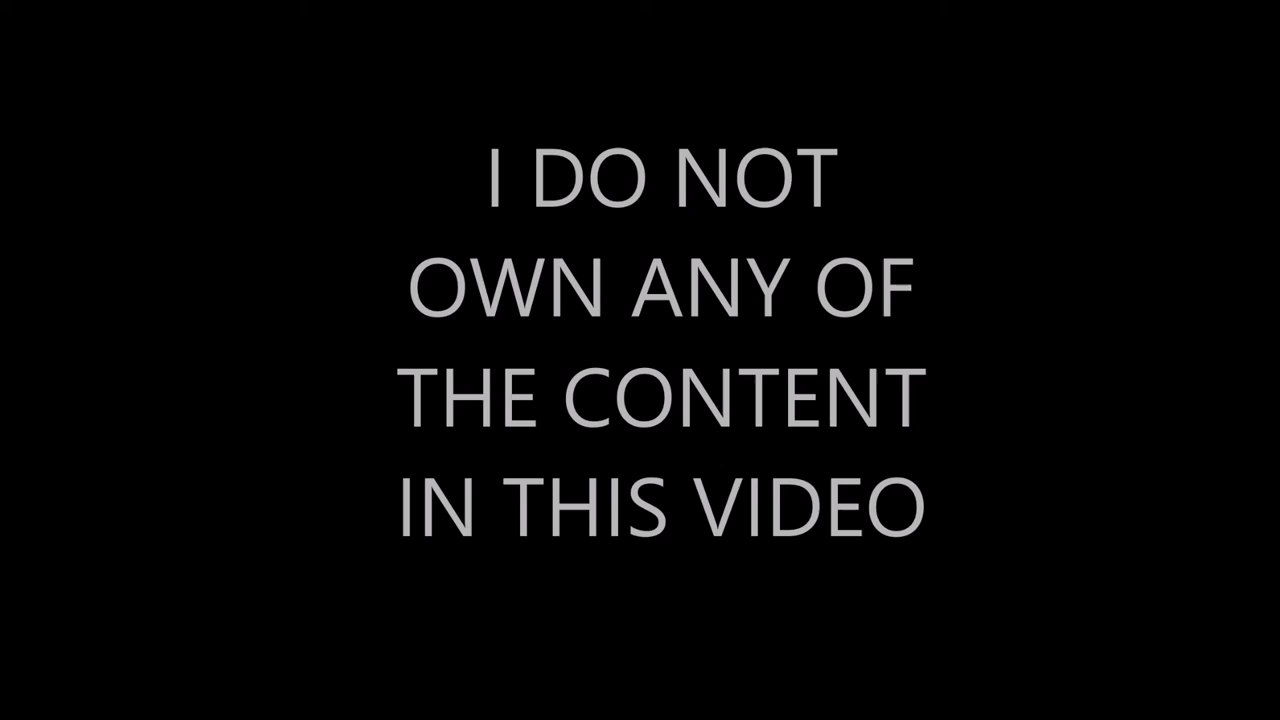 I DO NOT
OWN ANY OF
THE CONTENT
IN THIS VIDEO